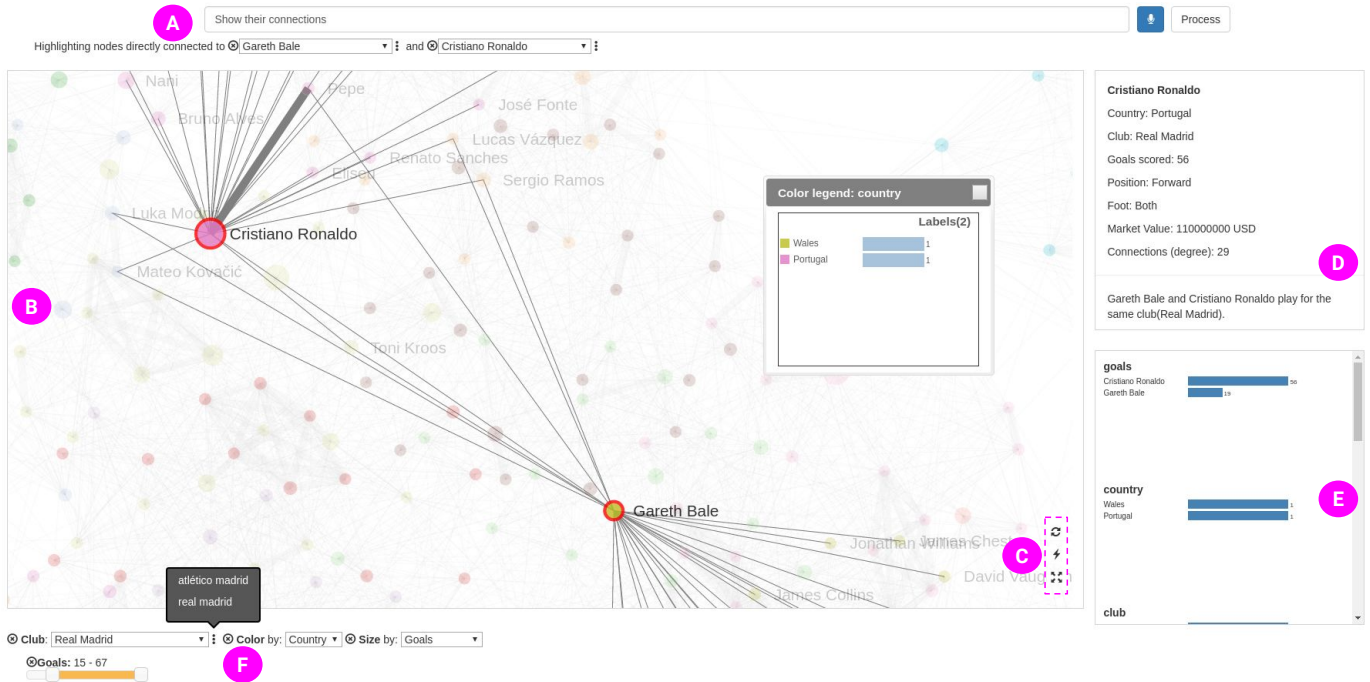 A
Show their connections
Process
Highlighting nodes directly connected to Gareth Bale and Cristiano Ronaldo
Nani
Pepe
José Fonte
Bruno Alves
Lucas Vázquez
Renato Sanches
Eliseu
Sergio Ramos
Luka Mod
Cristiano Ronaldo
Mateo Kovačić
B
Toni Kroos
Gareth Bale
Jonathan Williams
James Chest
David Vaughn
James Collins
C
Color legend: country
Labels(2)
Wales 1
Portugal 1
Cristiano Ronaldo
Country: Portugal
Club: Real Madrid
Goals scored: 56
Position: Forward
Foot: Both
Market Value: 110000000 USD
Connections (degree): 29
D
Gareth Bale and Cristiano Ronaldo play for the
same club(Real Madrid).
goals
Cristiano Ronaldo 56
Gareth Bale 19
country
Wales 1
Portugal 1
E
club
atlético madrid
real madrid
Club: Real Madrid Color by: Country Size by: Goals
F
Goals: 15 - 67